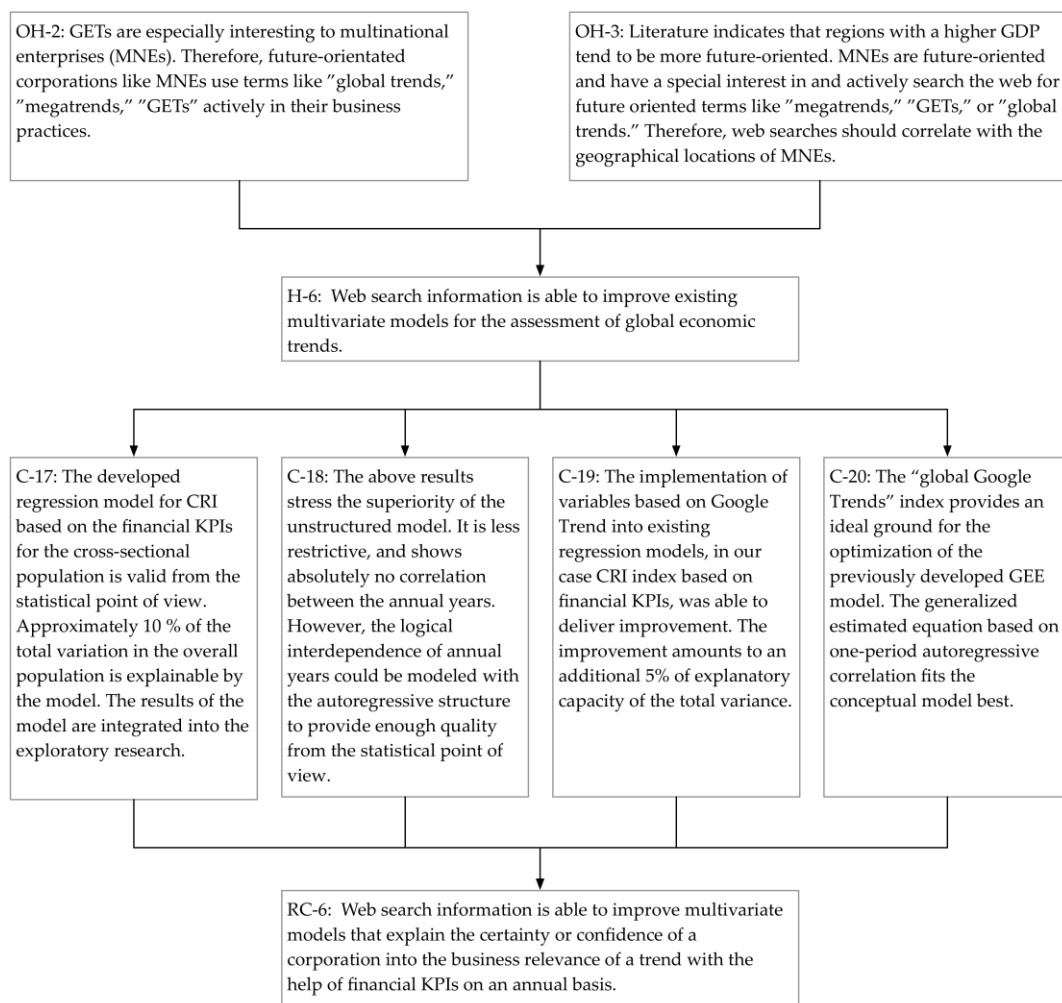 OH-2: GETs are especially interesting to multinational
enterprises (MNEs). Therefore, future-orientated
corporations like MNEs use terms like ”global trends,”
”megatrends,” ”GETs” actively in their business
practices.
OH-3: Literature indicates that regions with a higher GDP
tend to be more future-oriented. MNEs are future-oriented
and have a special interest in and actively search the web for
future oriented terms like ”megatrends,” ”GETs,” or ”global
trends.” Therefore, web searches should correlate with the
geographical locations of MNEs.
H-6: Web search information is able to improve existing
multivariate models for the assessment of global economic
trends.
C-17: The developed
regression model for CRI
based on the financial KPIs
for the cross-sectional
population is valid from the
statistical point of view.
Approximately 10 % of the
total variation in the overall
population is explainable by
the model. The results of the
model are integrated into the
exploratory research.
C-18: The above results
stress the superiority of the
unstructured model. It is less
restrictive, and shows
absolutely no correlation
between the annual years.
However, the logical
interdependence of annual
years could be modeled with
the autoregressive structure
to provide enough quality
from the statistical point of
view.
C-19: The implementation of
variables based on Google
Trend into existing
regression models, in our
case CRI index based on
financial KPIs, was able to
deliver improvement. The
improvement amounts to an
additional 5% of explanatory
capacity of the total variance.
C-20: The “global Google
Trends” index provides an
ideal ground for the
optimization of the
previously developed GEE
model. The generalized
estimated equation based on
one-period autoregressive
correlation fits the
conceptual model best.
RC-6: Web search information is able to improve multivariate
models that explain the certainty or confidence of a
corporation into the business relevance of a trend with the
help of financial KPIs on an annual basis.